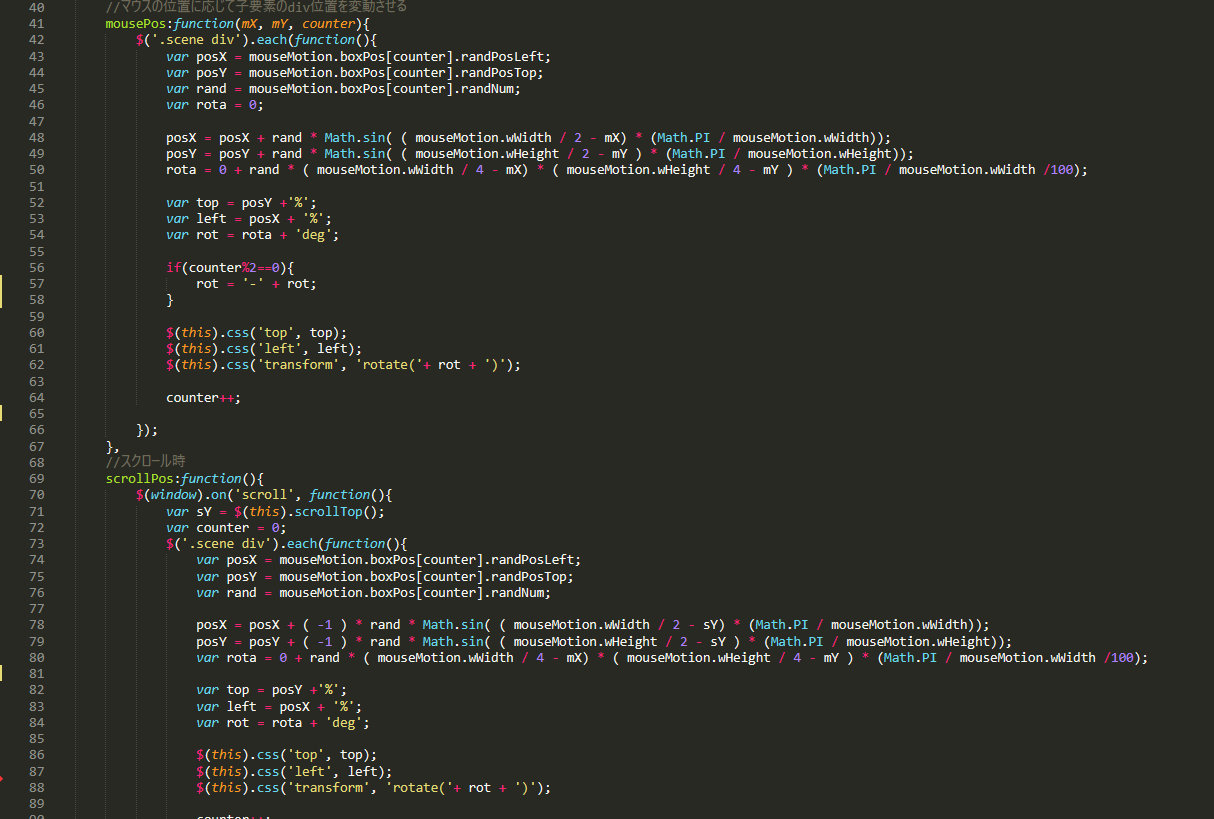 40 //マウスの位置に応じて子要素のdiv位置を変動させる
41 mousePos:function(mX, mY, counter){
42 $('.scene div').each(function(){
43 var posX = mouseMotion.boxPos[counter].randPosLeft;
44 var posY = mouseMotion.boxPos[counter].randPosTop;
45 var rand = mouseMotion.boxPos[counter].randNum;
46 var rota = 0;
47
48 posX = posX + rand * Math.sin( ( mouseMotion.wWidth / 2 - mX) * (Math.PI / mouseMotion.wWidth));
49 posY = posY + rand * Math.sin( ( mouseMotion.wHeight / 2 - mY ) * (Math.PI / mouseMotion.wHeight));
50 rota = 0 + rand * ( mouseMotion.wWidth / 4 - mX) * ( mouseMotion.wHeight / 4 - mY ) * (Math.PI / mouseMotion.wWidth /100);
51
52 var top = posY +'%';
53 var left = posX + '%';
54 var rot = rota + 'deg';
55
56 if(counter%2==0){
57 rot = '-' + rot;
58 }
59
60 $(this).css('top', top);
61 $(this).css('left', left);
62 $(this).css('transform', 'rotate('+ rot + ')');
63
64 counter++;
65
66 });
67 },
68 //スクロール時
69 scrollPos:function(){
70 $(window).on('scroll', function(){
71 var sY = $(this).scrollTop();
72 var counter = 0;
73 $('.scene div').each(function(){
74 var posX = mouseMotion.boxPos[counter].randPosLeft;
75 var posY = mouseMotion.boxPos[counter].randPosTop;
76 var rand = mouseMotion.boxPos[counter].randNum;
77
78 posX = posX + ( -1 ) * rand * Math.sin( ( mouseMotion.wWidth / 2 - sY) * (Math.PI / mouseMotion.wWidth));
79 posY = posY + ( -1 ) * rand * Math.sin( ( mouseMotion.wHeight / 2 - sY ) * (Math.PI / mouseMotion.wHeight));
80 var rota = 0 + rand * ( mouseMotion.wWidth / 4 - mX) * ( mouseMotion.wHeight / 4 - mY ) * (Math.PI / mouseMotion.wWidth /100);
81
82 var top = posY +'%';
83 var left = posX + '%';
84 var rot = rota + 'deg';
85
86 $(this).css('top', top);
87 $(this).css('left', left);
88 $(this).css('transform', 'rotate('+ rot + ')');
89
90 counter++;